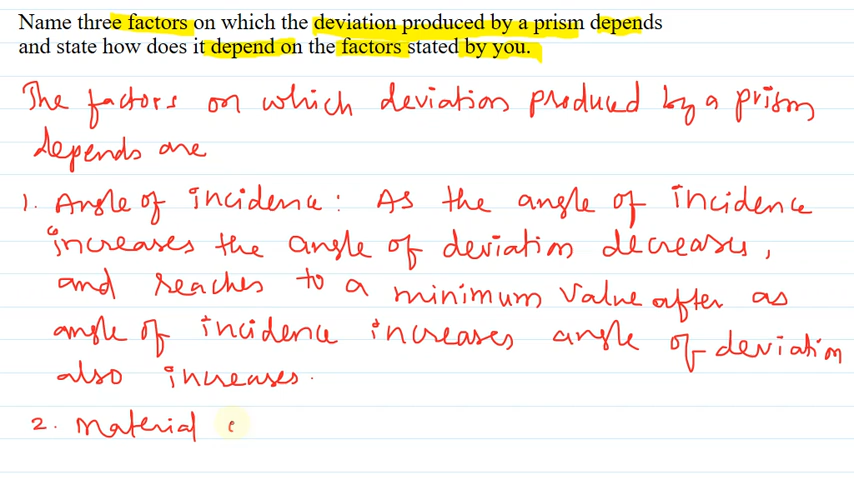 Name three factors on which the deviation produced by a prism depends
and state how does it depend on the factors stated by you.
The factors on which deviation produced by a prism
depends are
1. Angle of incidence: As the angle of incidence
increases the angle of deviation decreases,
and reaches to a minimum value after as
angle of incidence increases angle of deviation
also increases.
2. Material